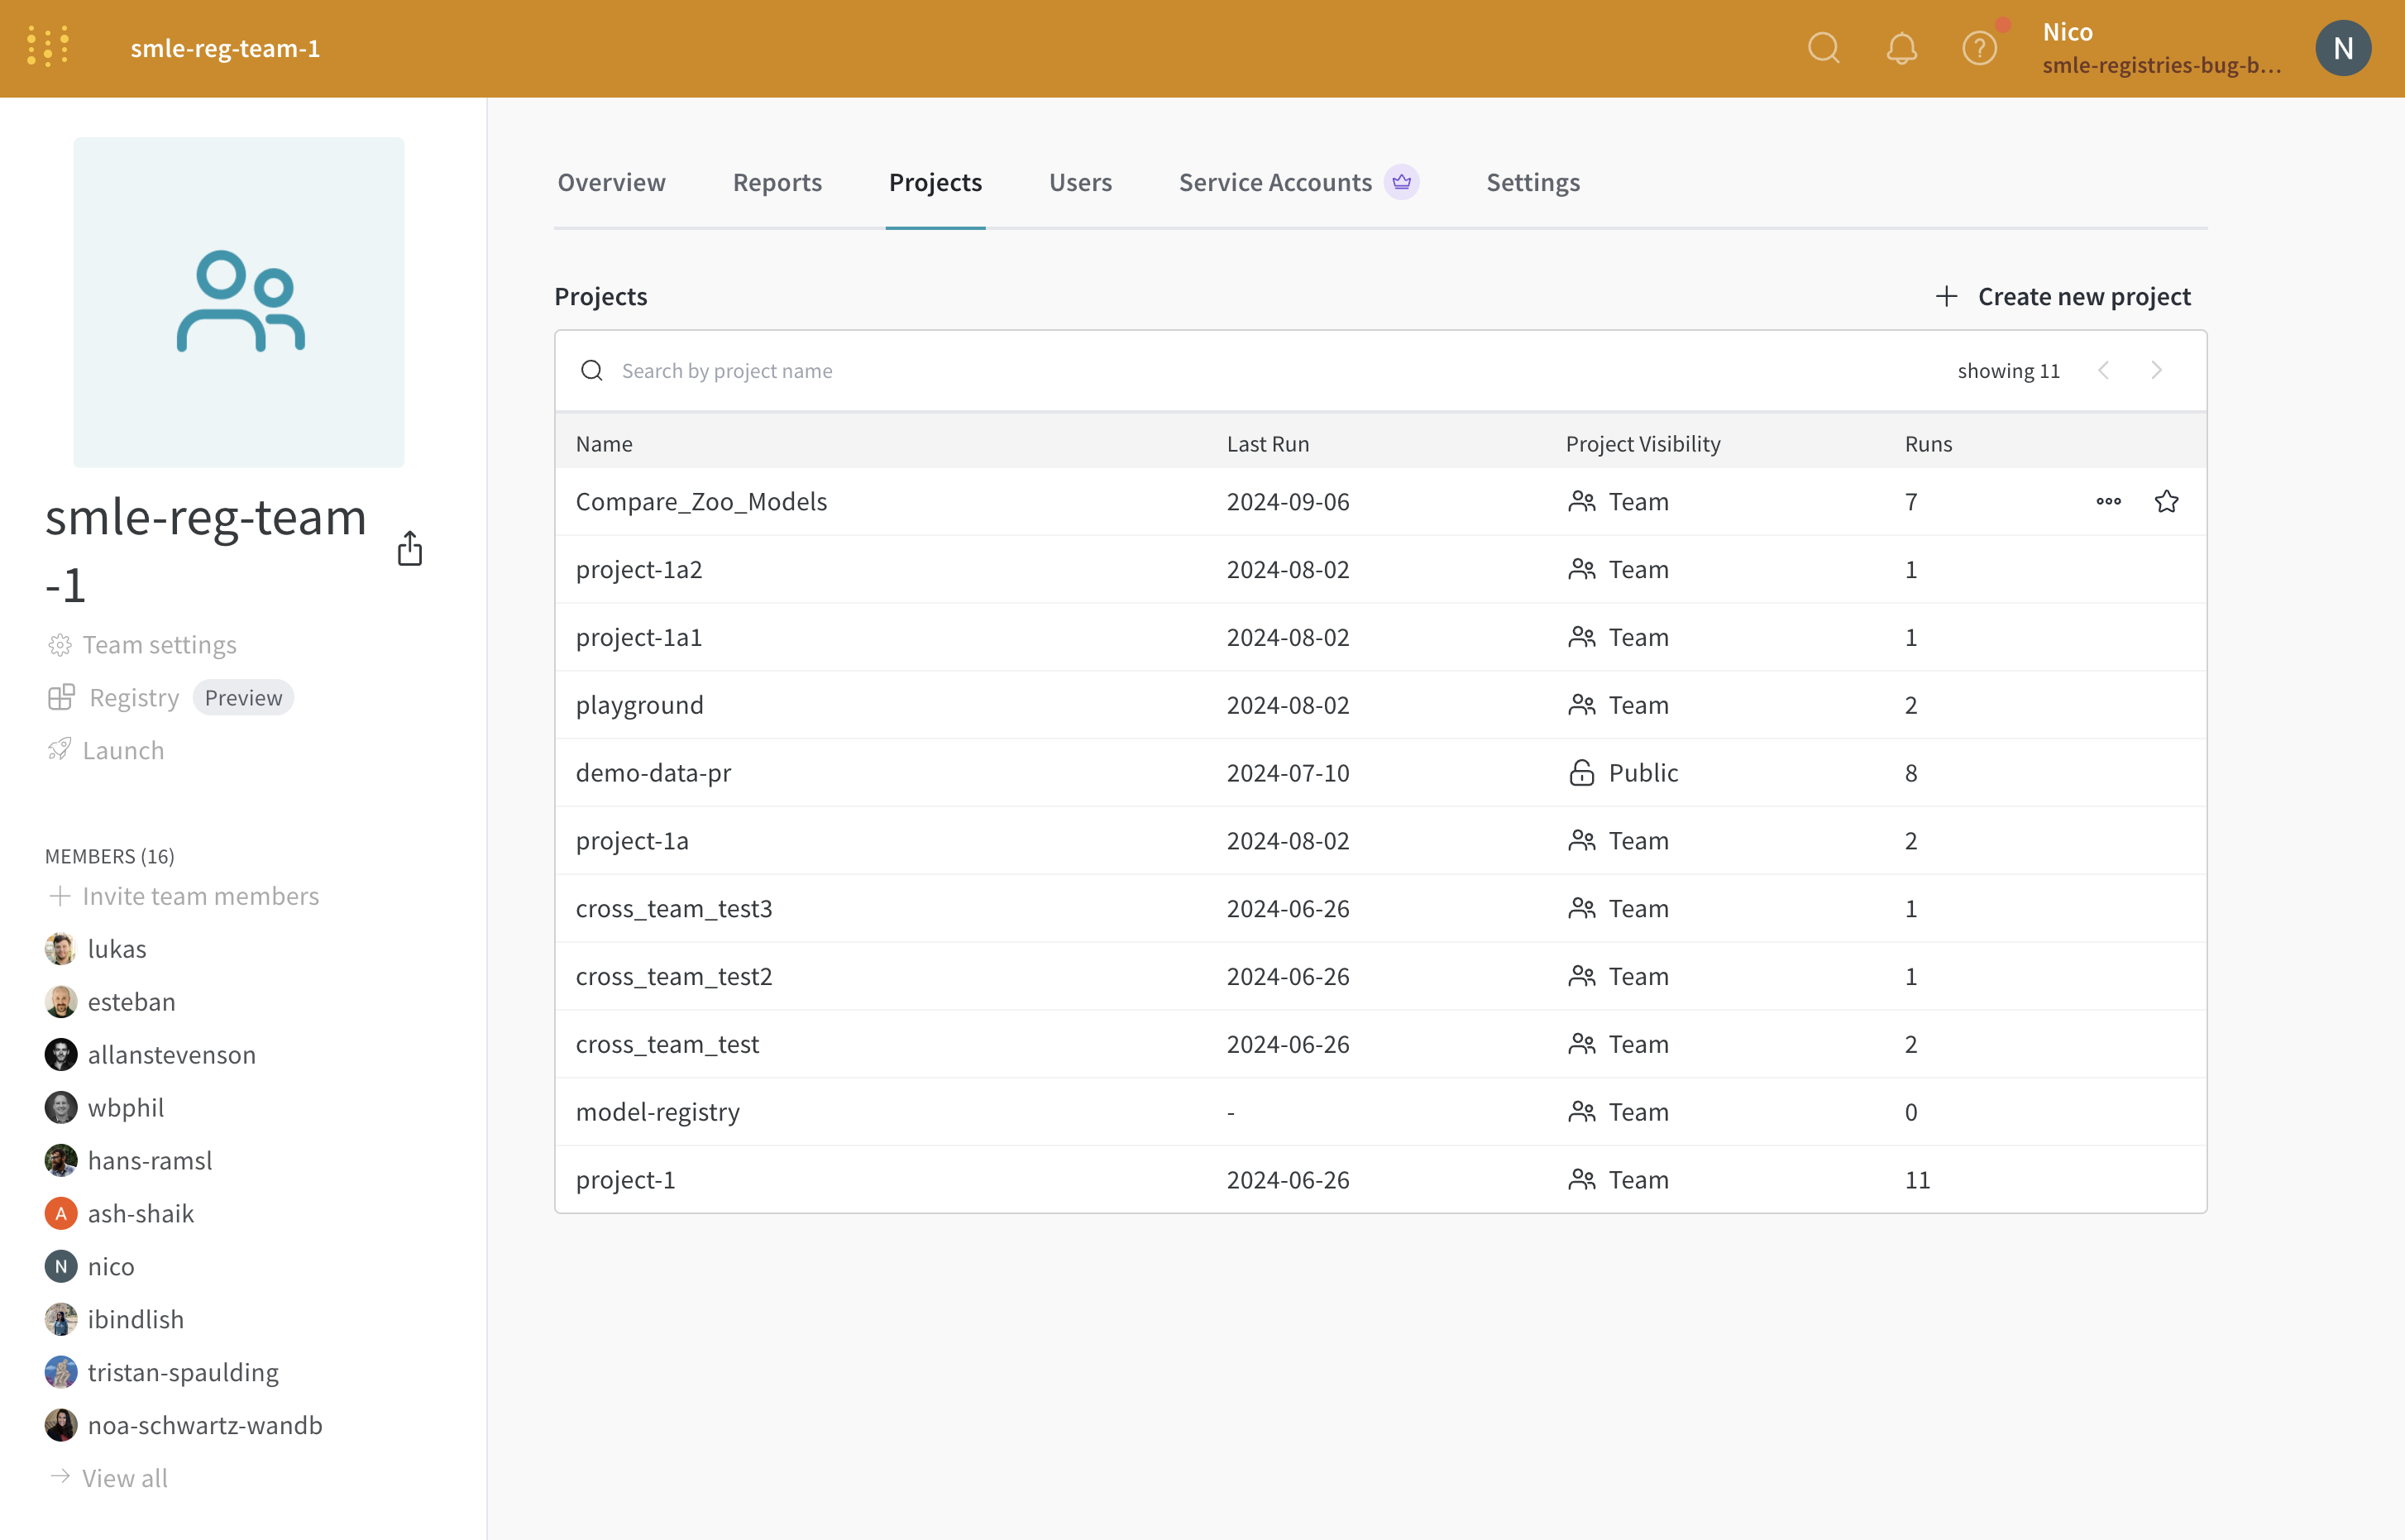 smle-reg-team-1
Nico
smle-registries-bug-b...
N
smle-reg-team
-1
Team settings
Registry Preview
Launch
MEMBERS (16)
Invite team members
lukas
esteban
allanstevenson
wbphil
hans-ramsl
A ash-shaik
N nico
ibindlish
tristan-spaulding
noa-schwartz-wandb
View all
Overview Reports Projects Users Service Accounts Settings
Projects
Create new project
Search by project name
showing 11
Name Last Run Project Visibility Runs
Compare_Zoo_Models 2024-09-06 Team 7
project-1a2 2024-08-02 Team 1
project-1a1 2024-08-02 Team 1
playground 2024-08-02 Team 2
demo-data-pr 2024-07-10 Public 8
project-1a 2024-08-02 Team 2
cross_team_test3 2024-06-26 Team 1
cross_team_test2 2024-06-26 Team 1
cross_team_test 2024-06-26 Team 2
model-registry - Team 0
project-1 2024-06-26 Team 11